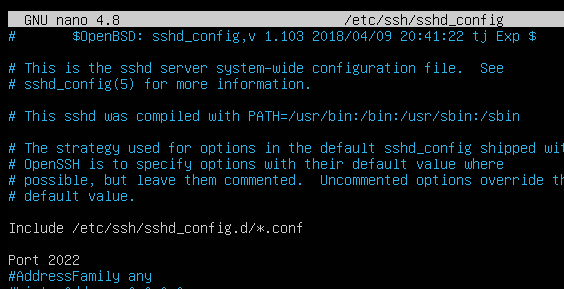 GNU nano 4.8 /etc/ssh/sshd_config
# $OpenBSD: sshd_config,v 1.103 2018/04/09 20:41:22 tj Exp $
# This is the sshd server system-wide configuration file. See
# sshd_config(5) for more information.
# This sshd was compiled with PATH=/usr/bin:/bin:/usr/sbin:/sbin
# The strategy used for options in the default sshd_config shipped wit
# OpenSSH is to specify options with their default value where
# possible, but leave them commented. Uncommented options override th
# default value.
Include /etc/ssh/sshd_config.d/*.conf
Port 2022
#AddressFamily any